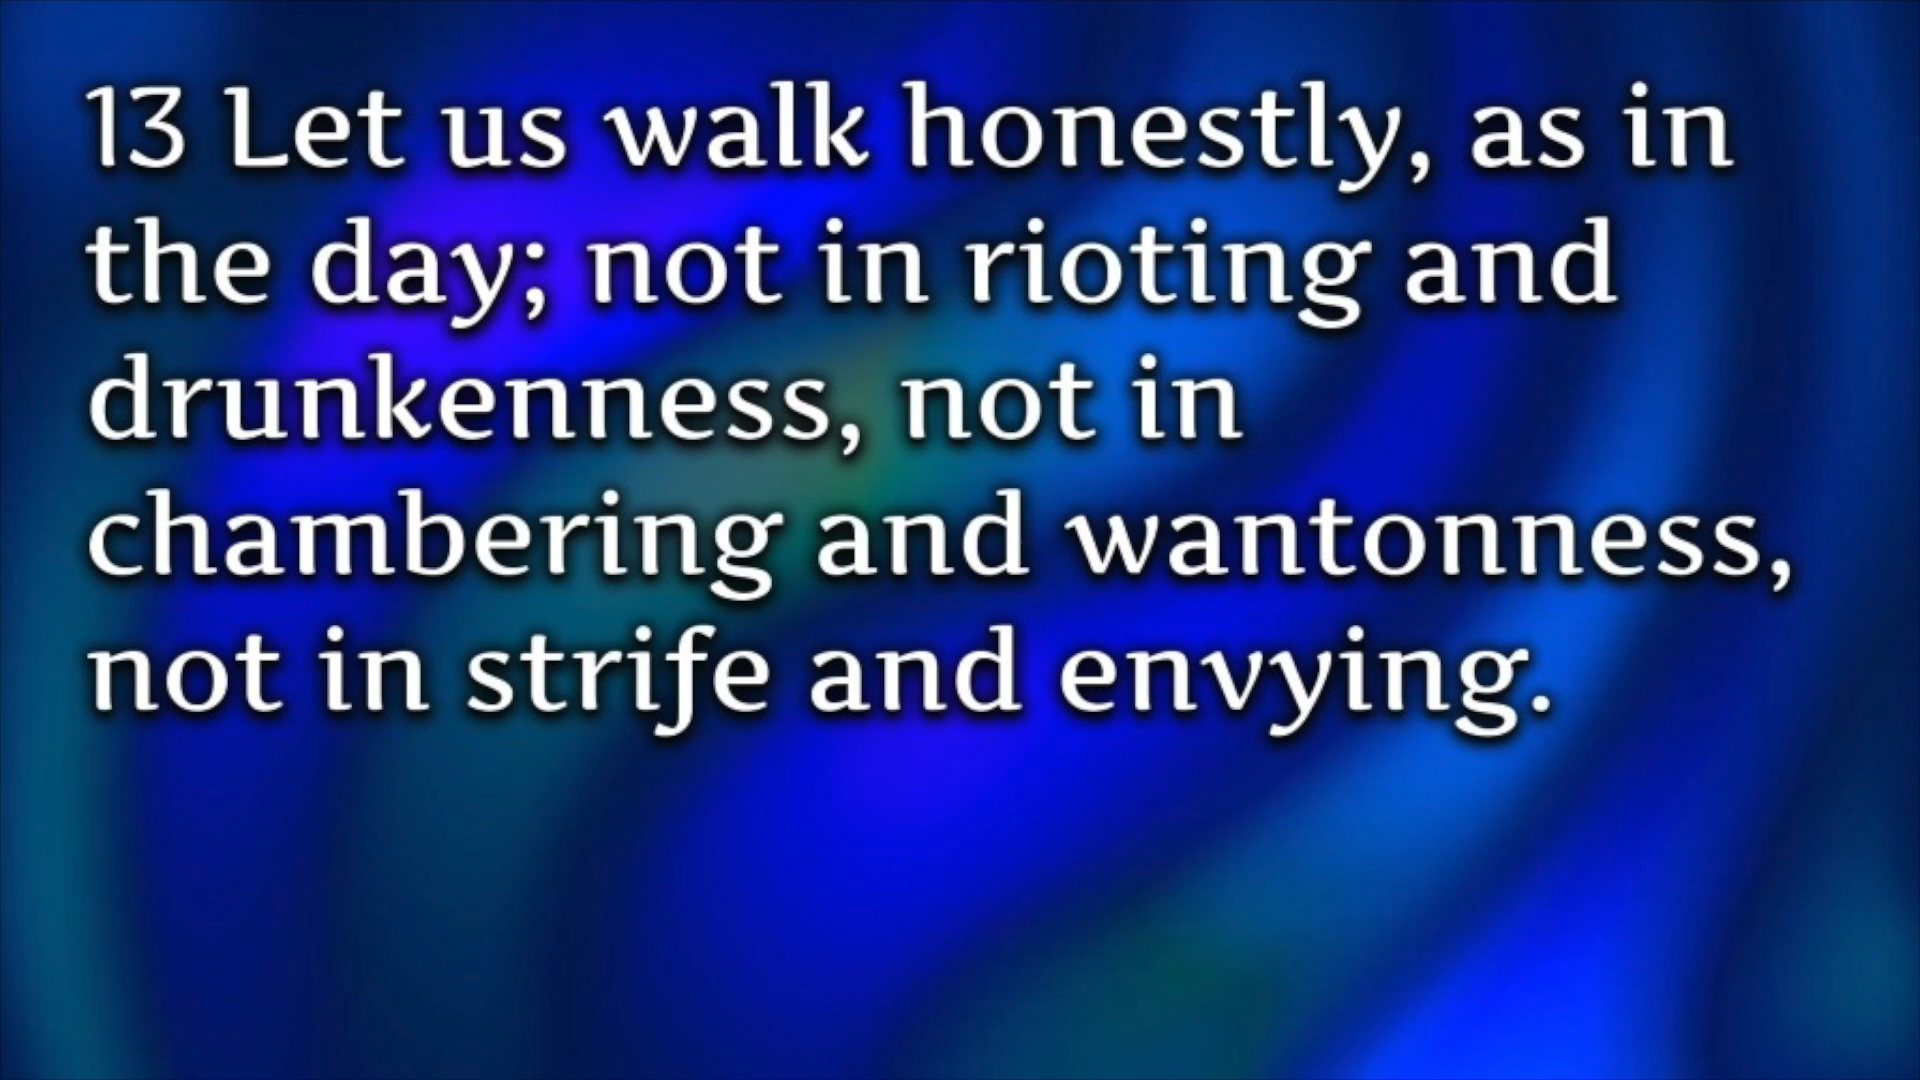 13 Let us walk honestly, as in
the day; not in rioting and
drunkenness, not in
chambering and wantonness,
not in strife and envying.